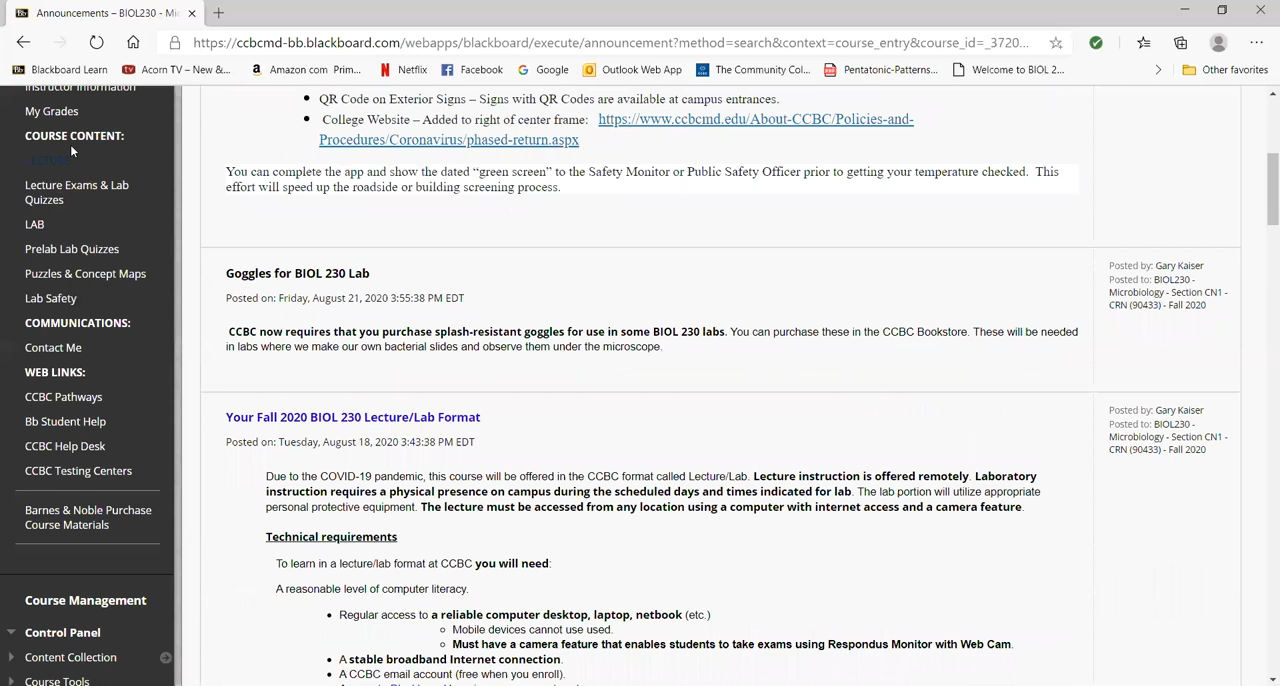 Announcements – BIOL230 - Mi
https://ccbcmd-bb.blackboard.com/webapps/blackboard/execute/announcement?method=search&context=course_entry&course_id=_3720...
Blackboard Learn
Acorn TV – New &...
Amazon com Prim...
Netflix
Facebook
Google
Outlook Web App
The Community Col...
Pentatonic-Patterns...
Welcome to BIOL 2...
Other favorites
Instructor Information
My Grades
COURSE CONTENT:
LECTURE
Lecture Exams & Lab
Quizzes
LAB
Prelab Lab Quizzes
Puzzles & Concept Maps
Lab Safety
COMMUNICATIONS:
Contact Me
WEB LINKS:
CCBC Pathways
Bb Student Help
CCBC Help Desk
CCBC Testing Centers
Barnes & Noble Purchase
Course Materials
Course Management
Control Panel
Content Collection
Course Tools
• QR Code on Exterior Signs – Signs with QR Codes are available at campus entrances.
• College Website – Added to right of center frame: https://www.ccbcmd.edu/About-CCBC/Policies-and-
Procedures/Coronavirus/phased-return.aspx
You can complete the app and show the dated “green screen” to the Safety Monitor or Public Safety Officer prior to getting your temperature checked. This
effort will speed up the roadside or building screening process.
Goggles for BIOL 230 Lab
Posted on: Friday, August 21, 2020 3:55:38 PM EDT
CCBC now requires that you purchase splash-resistant goggles for use in some BIOL 230 labs. You can purchase these in the CCBC Bookstore. These will be needed
in labs where we make our own bacterial slides and observe them under the microscope.
Posted by: Gary Kaiser
Posted to: BIOL230 -
Microbiology - Section CN1 -
CRN (90433) - Fall 2020
Your Fall 2020 BIOL 230 Lecture/Lab Format
Posted on: Tuesday, August 18, 2020 3:43:38 PM EDT
Due to the COVID-19 pandemic, this course will be offered in the CCBC format called Lecture/Lab. Lecture instruction is offered remotely. Laboratory
instruction requires a physical presence on campus during the scheduled days and times indicated for lab. The lab portion will utilize appropriate
personal protective equipment. The lecture must be accessed from any location using a computer with internet access and a camera feature.
Technical requirements
To learn in a lecture/lab format at CCBC you will need:
A reasonable level of computer literacy.
• Regular access to a reliable computer desktop, laptop, netbook (etc.)
Mobile devices cannot use used.
Must have a camera feature that enables students to take exams using Respondus Monitor with Web Cam.
• A stable broadband Internet connection.
• A CCBC email account (free when you enroll).
Posted by: Gary Kaiser
Posted to: BIOL230 -
Microbiology - Section CN1 -
CRN (90433) - Fall 2020